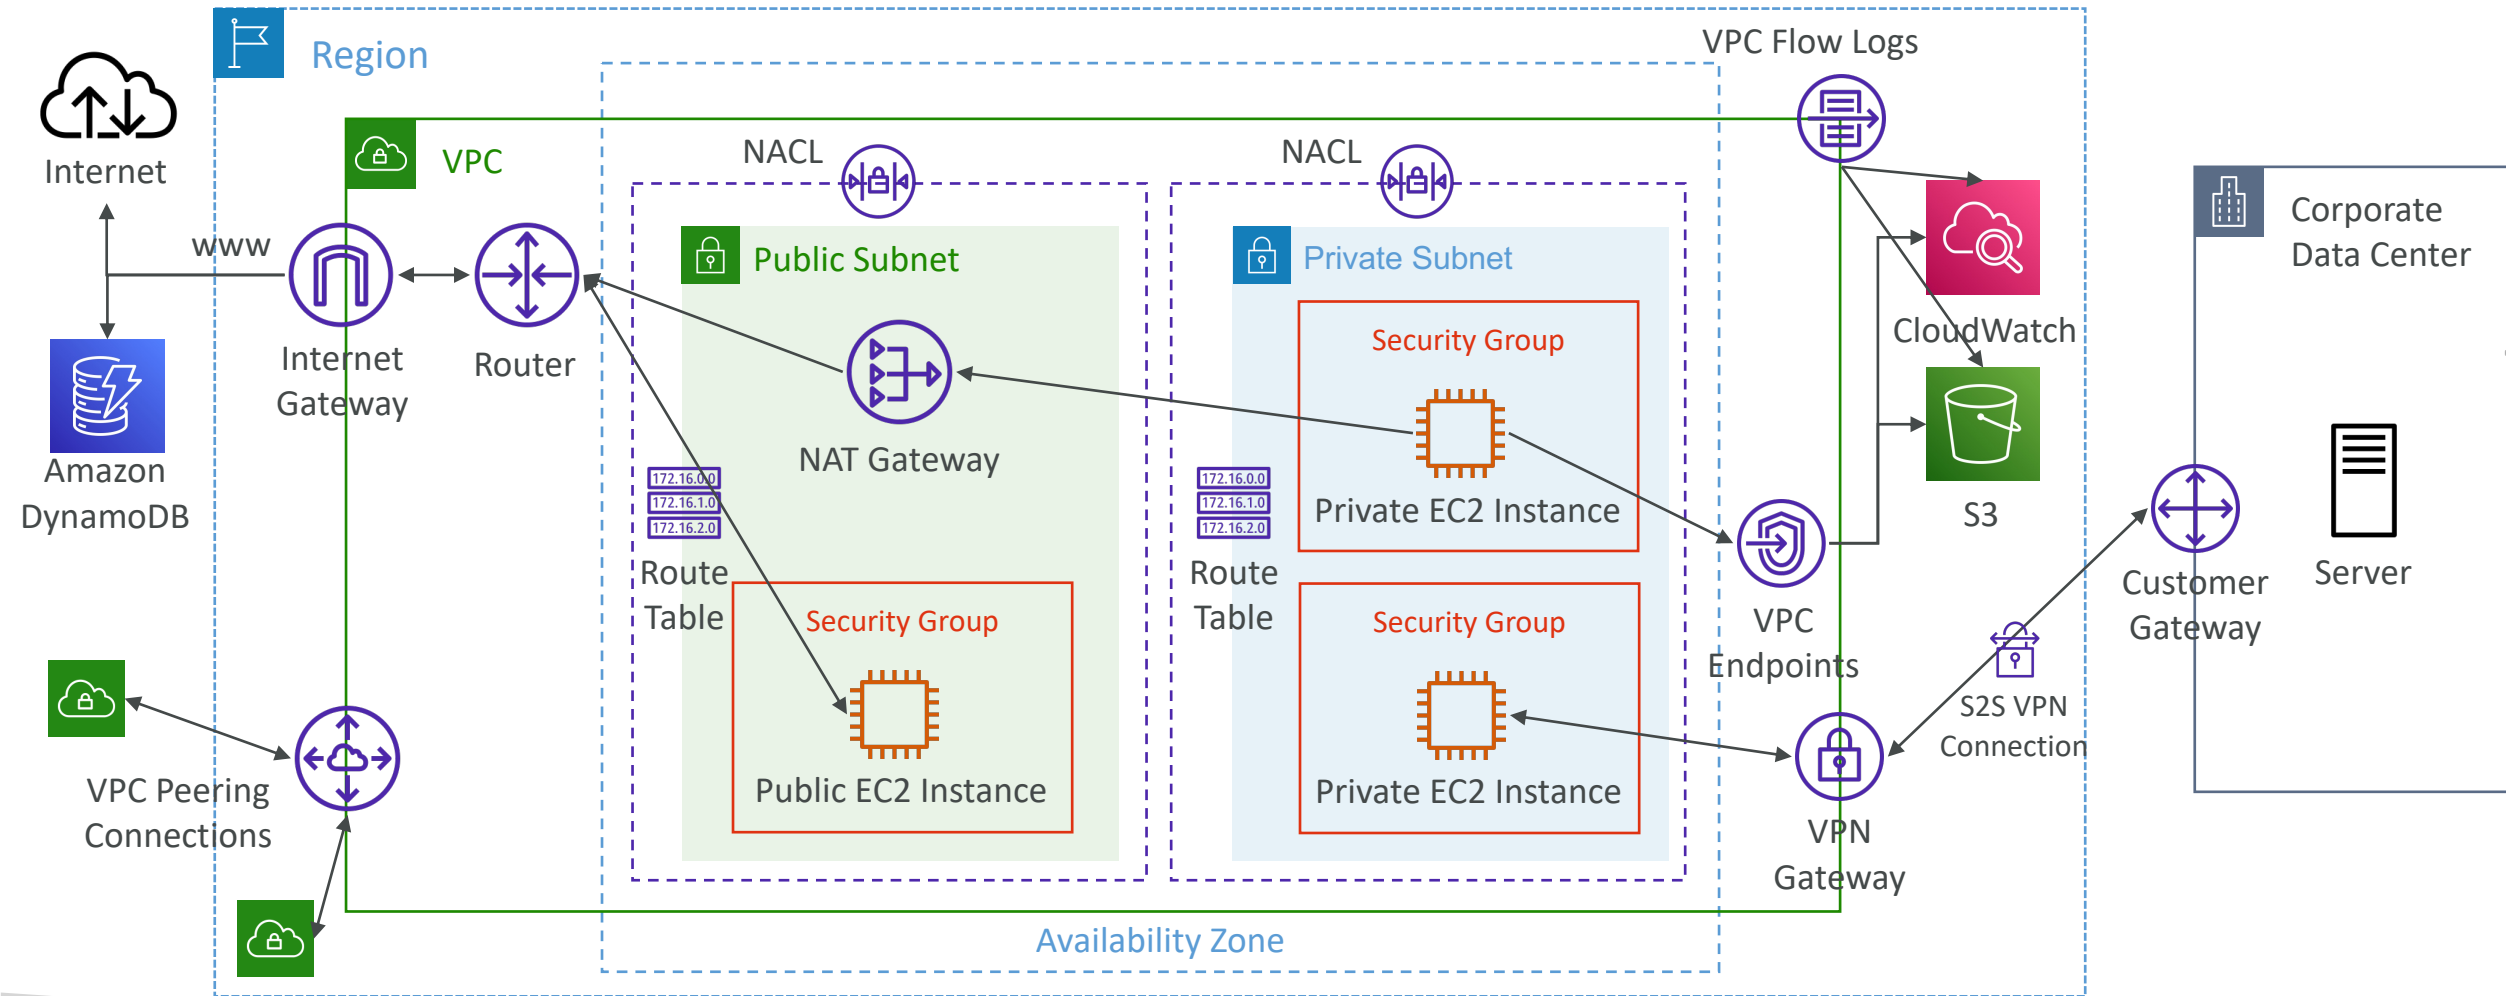 Region
VPC Flow Logs
Internet
VPC
NACL
NACL
www
Corporate
Data Center
Public Subnet
Private Subnet
Security Group
CloudWatch
Internet
Gateway
Router
NAT Gateway
Amazon
DynamoDB
172.16.0.0
172.16.1.0
172.16.2.0
172.16.0.0
172.16.1.0
172.16.2.0
Private EC2 Instance
S3
Route
Table
Route
Table
Security Group
Security Group
VPC
Endpoints
Customer
Gateway
Server
S2S VPN
Connection
VPC Peering
Connections
Public EC2 Instance
Private EC2 Instance
VPN
Gateway
Availability Zone